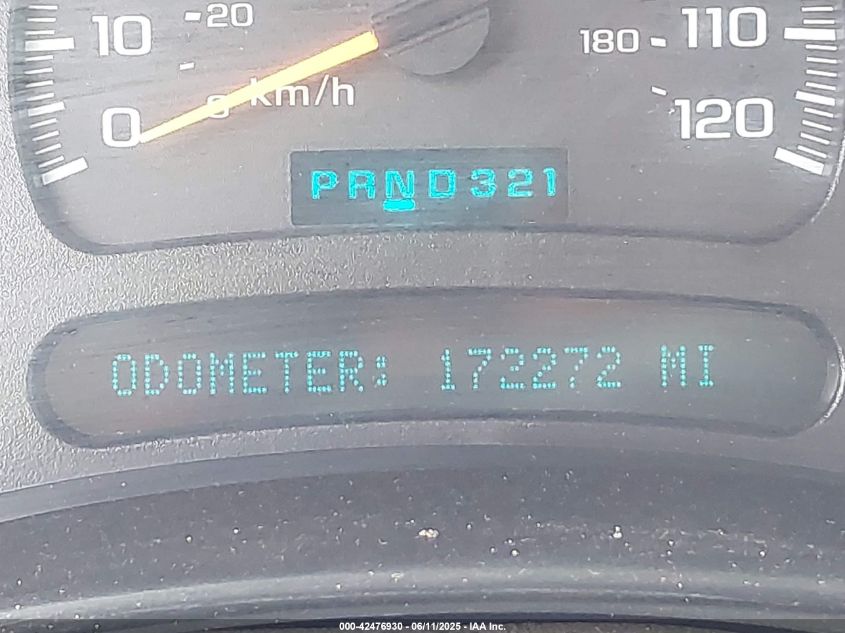 10 20 180 110
0 km/h 120
PRND321
ODOMETER: 172272 MI
000-42476930 - 06/11/2025 - IAA Inc.